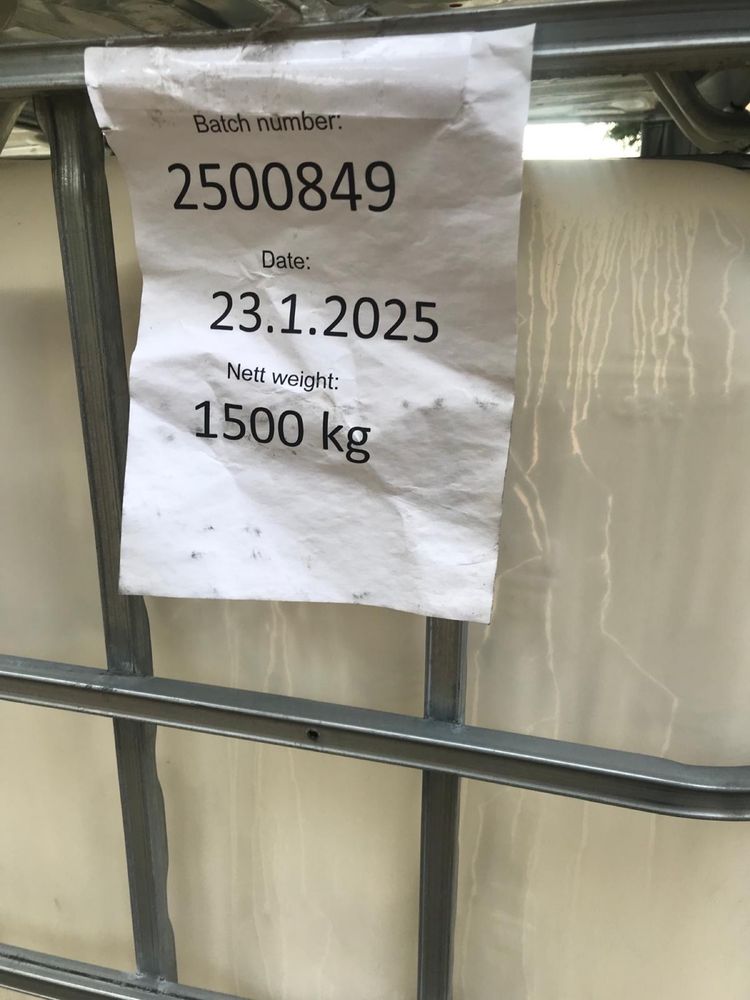 Batch number:
2500849
Date:
23.1.2025
Nett weight:
1500 kg